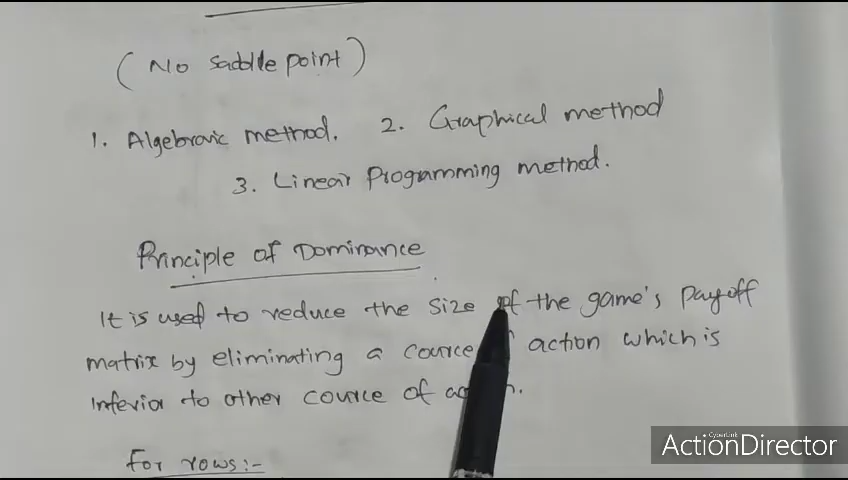 (No saddle point)
1. Algebraic method. 2. Graphical method
3. Linear Programming method.
Principle of Dominance
It is used to reduce the size of the game's payoff
matrix by eliminating a cource action which is
inferior to other cource of
For rows:-
CyberLink
ActionDirector